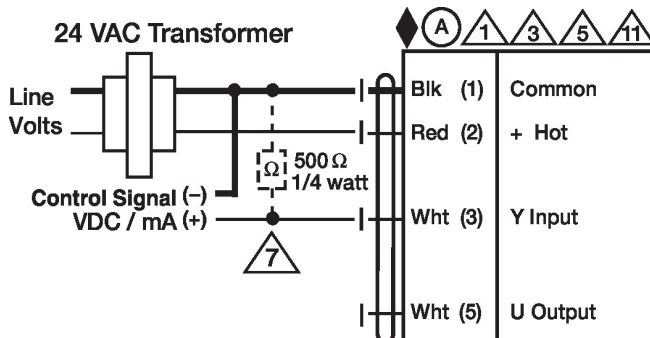 24 VAC Transformer
A 1 3 5 11
Line
Volts
Blk (1) Common
Red (2) + Hot
Ω 500 Ω
1/4 watt
Control Signal (−)
VDC / mA (+)
Wht (3) Y Input
7
Wht (5) U Output